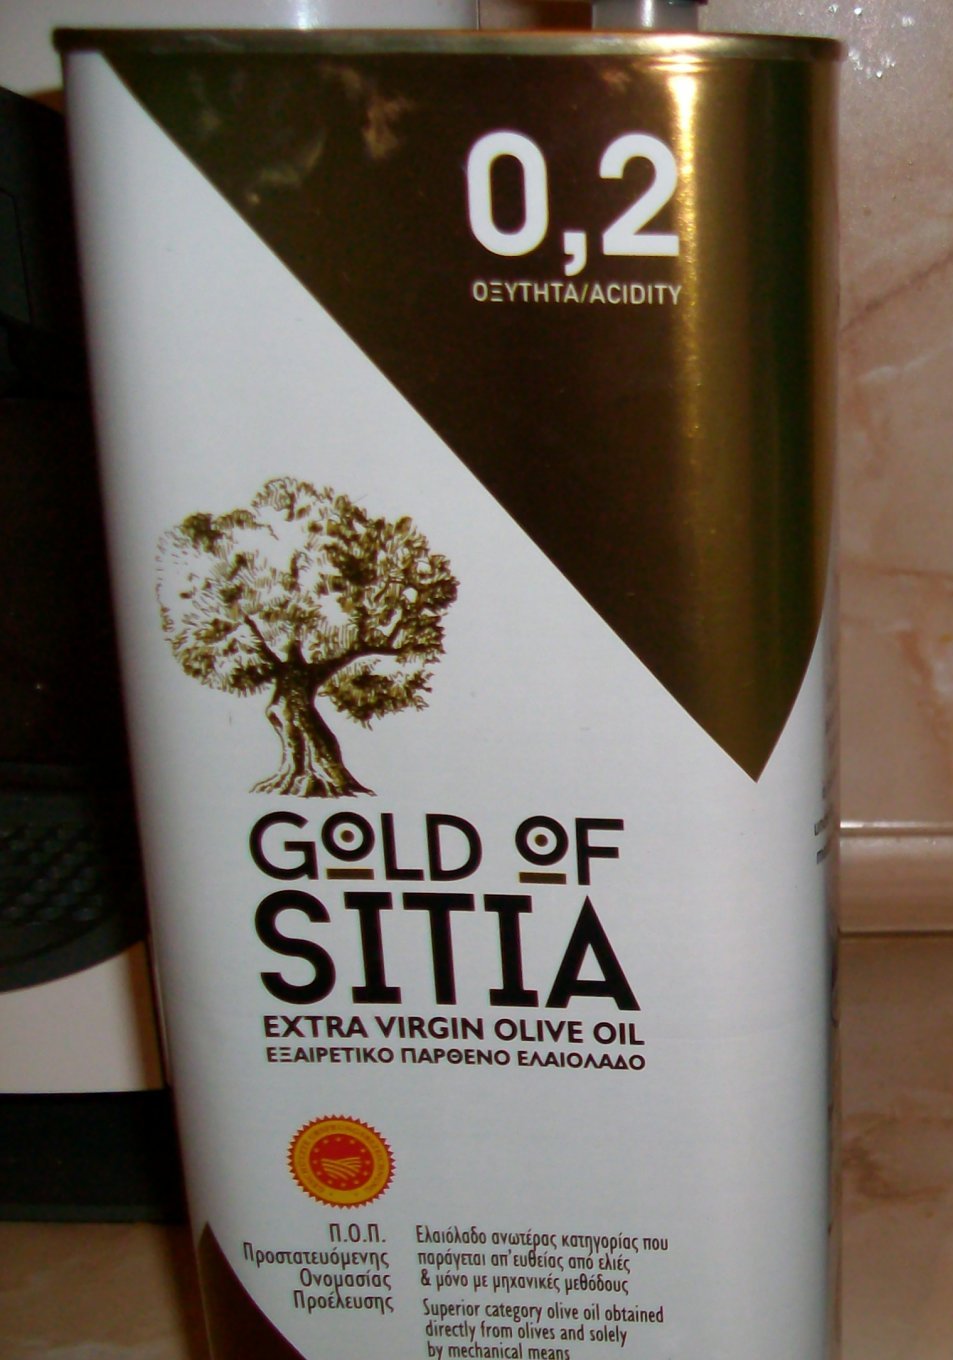 0,2
ΟΞΥΤΗΤΑ/ACIDITY
GOLD OF
SITIA
EXTRA VIRGIN OLIVE OIL
ΕΞΑΙΡΕΤΙΚΟ ΠΑΡΘΕΝΟ ΕΛΑΙΟΛΑΔΟ
Π.Ο.Π.
Προστατευόμενης
Ονομασίας
Προέλευσης
Ελαιόλαδο ανωτέρας κατηγορίας που
παράγεται απ'ευθείας από ελιές
& μόνο με μηχανικές μεθόδους
Superior category olive oil obtained
directly from olives and solely
by mechanical means